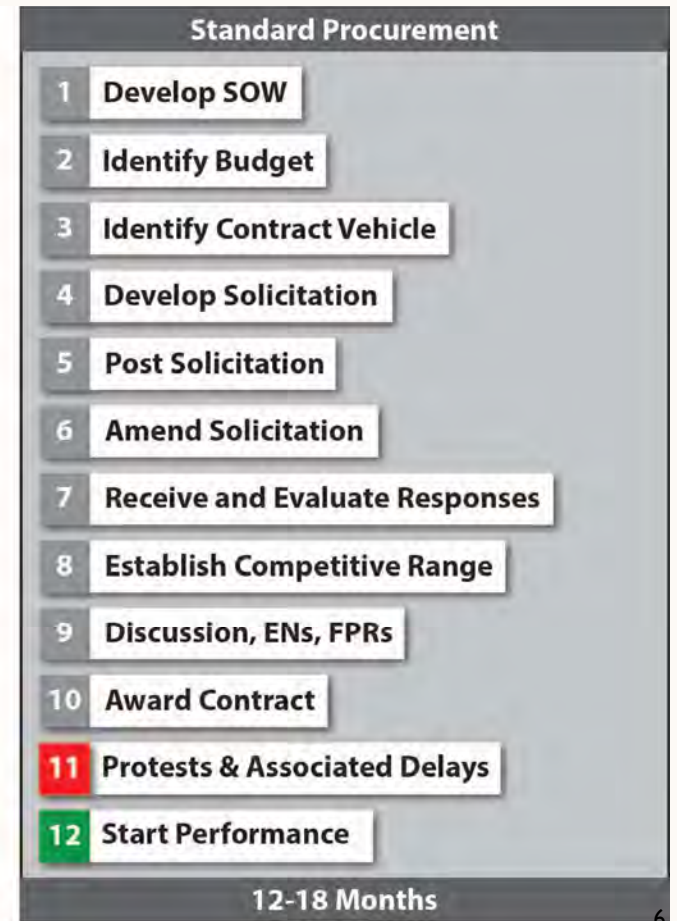 Standard Procurement
1 Develop SOW
2 Identify Budget
3 Identify Contract Vehicle
4 Develop Solicitation
5 Post Solicitation
6 Amend Solicitation
7 Receive and Evaluate Responses
8 Establish Competitive Range
9 Discussion, ENs, FPRs
10 Award Contract
11 Protests & Associated Delays
12 Start Performance
12-18 Months
6